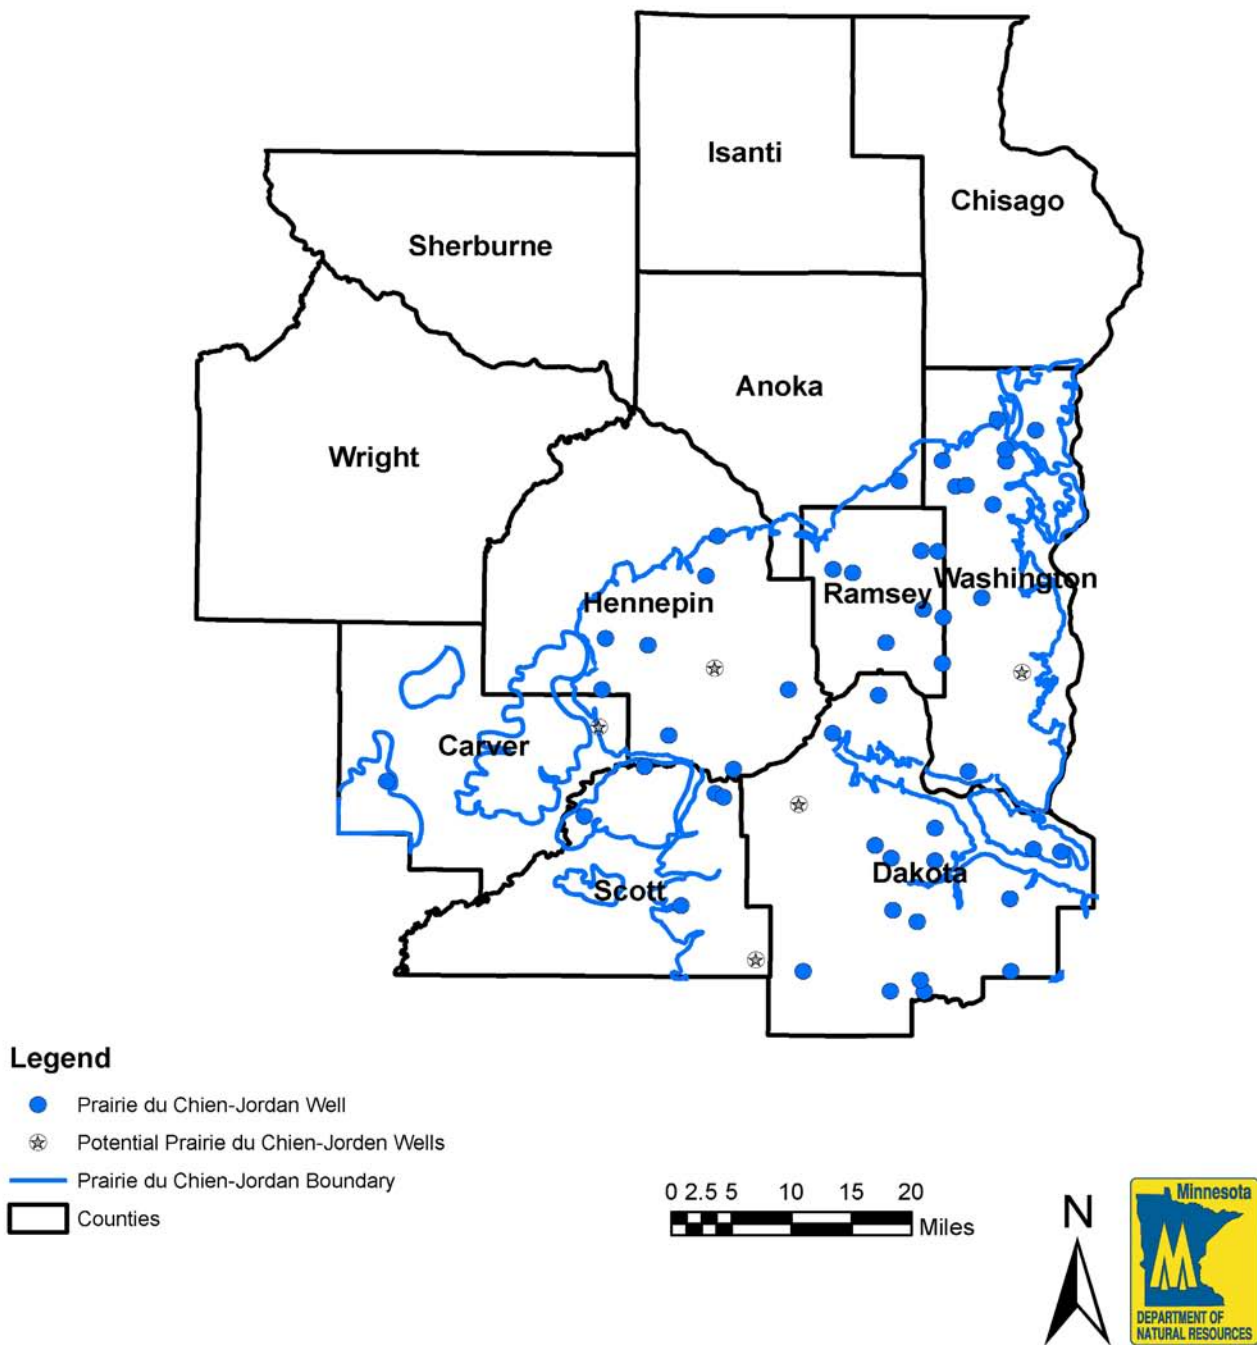 Isanti
Chisago
Sherburne
Anoka
Wright
Washington
Ramsey
Hennepin
Carver
Dakota
Scott
Legend
Prairie du Chien-Jordan Well
Potential Prairie du Chien-Jorden Wells
Prairie du Chien-Jordan Boundary
Counties
0 2.5 5 10 15 20
Miles
N
Minnesota
DEPARTMENT OF
NATURAL RESOURCES